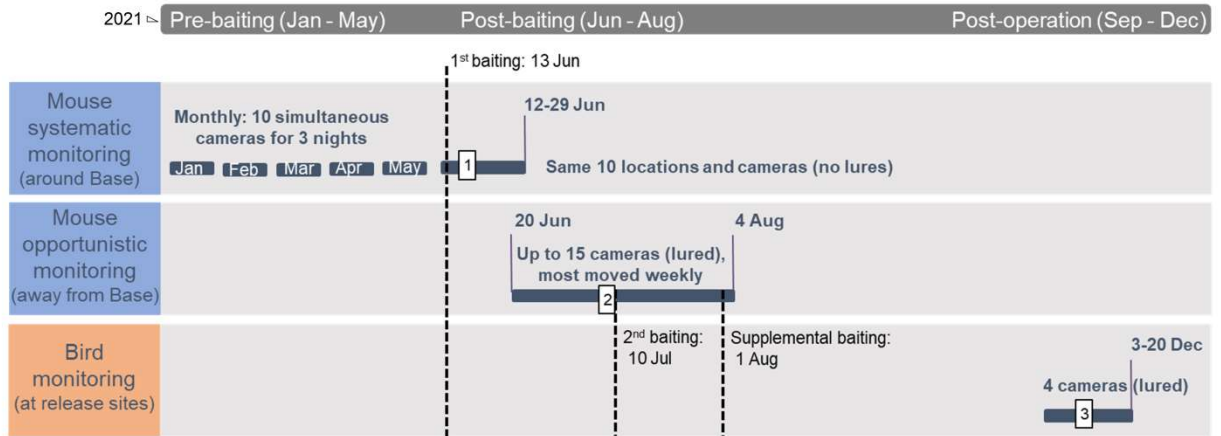 2021 Pre-baiting (Jan - May) Post-baiting (Jun - Aug) Post-operation (Sep - Dec)
1st baiting: 13 Jun
Mouse
systematic
monitoring
(around Base)
Monthly: 10 simultaneous
cameras for 3 nights
Jan Feb Mar Apr May
1
12-29 Jun
Same 10 locations and cameras (no lures)
Mouse
opportunistic
monitoring
(away from Base)
20 Jun
4 Aug
Up to 15 cameras (lured),
most moved weekly
2
2nd baiting:
10 Jul
Supplemental baiting:
1 Aug
Bird
monitoring
(at release sites)
3-20 Dec
4 cameras (lured)
3